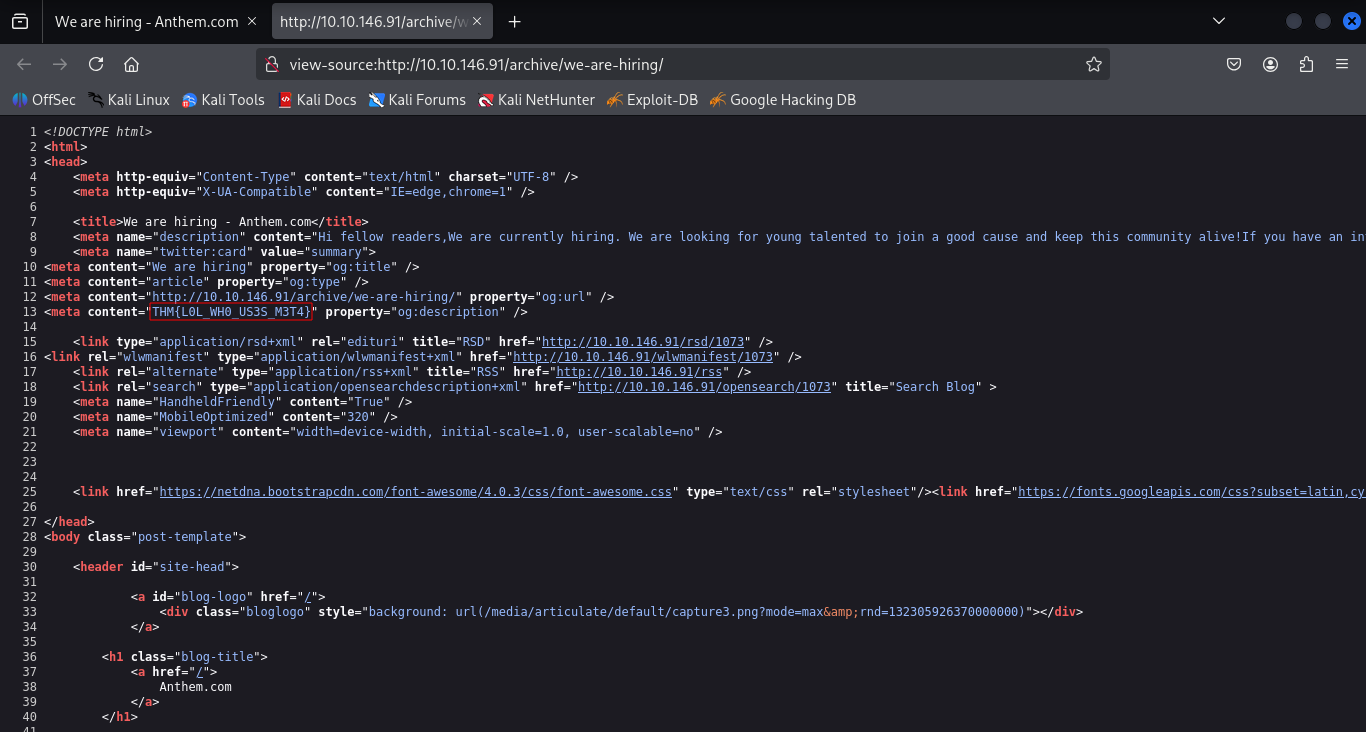 We are hiring - Anthem.com
http://10.10.146.91/archive/w
view-source:http://10.10.146.91/archive/we-are-hiring/
OffSec Kali Linux Kali Tools Kali Docs Kali Forums Kali NetHunter Exploit-DB Google Hacking DB
1 <!DOCTYPE html>
2 <html>
3 <head>
4 <meta http-equiv="Content-Type" content="text/html" charset="UTF-8" />
5 <meta http-equiv="X-UA-Compatible" content="IE=edge,chrome=1" />
6
7 <title>We are hiring - Anthem.com</title>
8 <meta name="description" content="Hi fellow readers,We are currently hiring. We are looking for young talented to join a good cause and keep this community alive!If you have an in
9 <meta name="twitter:card" value="summary">
10 <meta content="We are hiring" property="og:title" />
11 <meta content="article" property="og:type" />
12 <meta content="http://10.10.146.91/archive/we-are-hiring/" property="og:url" />
13 <meta content="THM{L0L_WH0_US3S_M3T4}" property="og:description" />
14
15 <link type="application/rsd+xml" rel="edituri" title="RSD" href="http://10.10.146.91/rsd/1073" />
16 <link rel="wlwmanifest" type="application/wlwmanifest+xml" href="http://10.10.146.91/wlwmanifest/1073" />
17 <link rel="alternate" type="application/rss+xml" title="RSS" href="http://10.10.146.91/rss" />
18 <link rel="search" type="application/opensearchdescription+xml" href="http://10.10.146.91/opensearch/1073" title="Search Blog" >
19 <meta name="HandheldFriendly" content="True" />
20 <meta name="MobileOptimized" content="320" />
21 <meta name="viewport" content="width=device-width, initial-scale=1.0, user-scalable=no" />
22
23
24
25 <link href="https://netdna.bootstrapcdn.com/font-awesome/4.0.3/css/font-awesome.css" type="text/css" rel="stylesheet"/><link href="https://fonts.googleapis.com/css?subset=latin,cy
26
27 </head>
28 <body class="post-template">
29
30 <header id="site-head">
31
32 <a id="blog-logo" href="/">
33 <div class="bloglogo" style="background: url(/media/articulate/default/capture3.png?mode=max&amp;rnd=132305926370000000)"></div>
34 </a>
35
36 <h1 class="blog-title">
37 <a href="/">
38 Anthem.com
39 </a>
40 </h1>
41